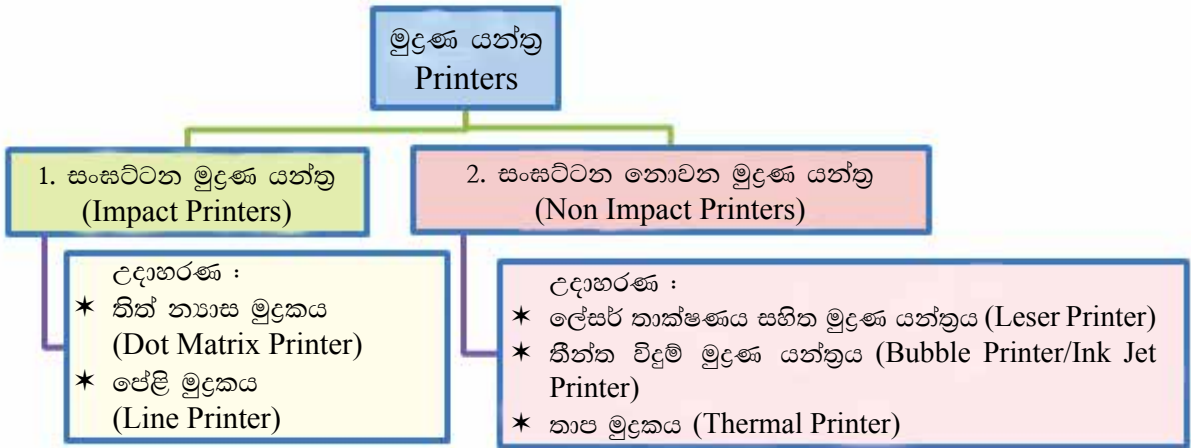 මුද්‍රණ යන්ත්‍ර
Printers
1. සංඝට්ටන මුද්‍රණ යන්ත්‍ර
(Impact Printers)
2. සංඝට්ටන නොවන මුද්‍රණ යන්ත්‍ර
(Non Impact Printers)
උදාහරණ :
✶ තිත් න්‍යාස මුද්‍රකය
(Dot Matrix Printer)
✶ පේළි මුද්‍රකය
(Line Printer)
උදාහරණ :
✶ ලේසර් තාක්ෂණය සහිත මුද්‍රණ යන්ත්‍රය (Leser Printer)
✶ තීන්ත විදුම් මුද්‍රණ යන්ත්‍රය (Bubble Printer/Ink Jet
Printer)
✶ තාප මුද්‍රකය (Thermal Printer)